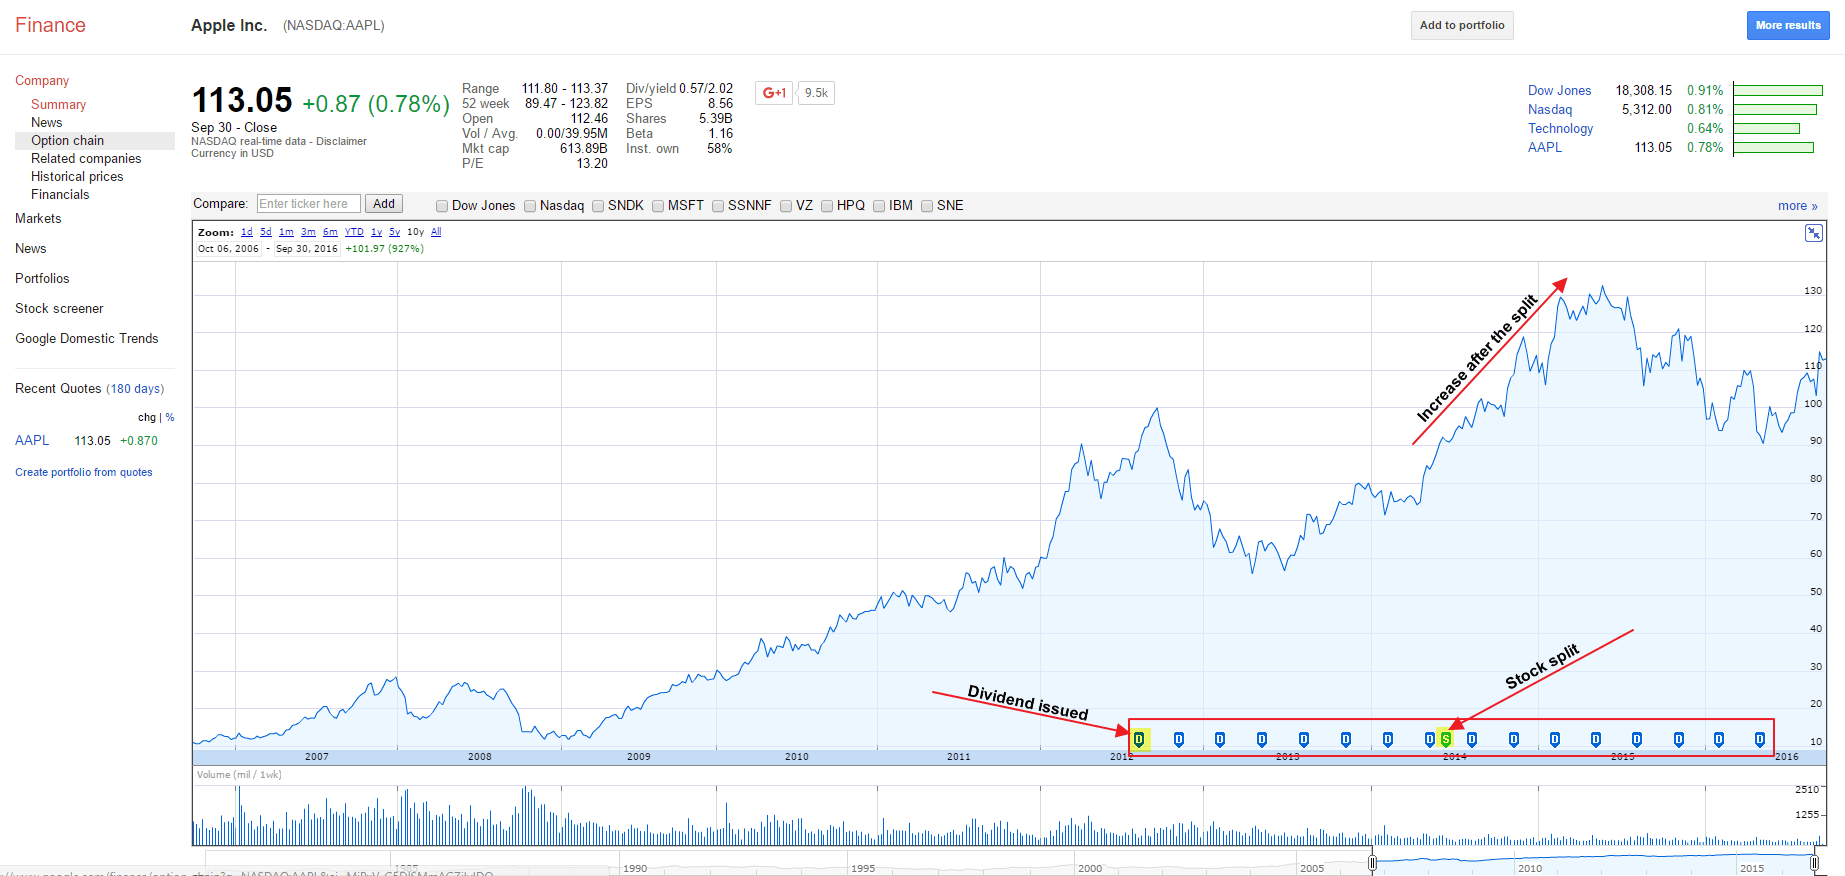 Finance
Apple Inc. (NASDAQ:AAPL)
Add to portfolio
More results
Company
Summary
News
Option chain
Related companies
Historical prices
Financials
Markets
News
Portfolios
Stock screener
Google Domestic Trends
Recent Quotes (180 days)
chg | %
AAPL 113.05 +0.870
Create portfolio from quotes
113.05 +0.87 (0.78%)
Sep 30 - Close
NASDAQ real-time data - Disclaimer
Currency in USD
Range 111.80 - 113.37
52 week 89.47 - 123.82
Open 112.46
Vol / Avg. 0.00/39.95M
Mkt cap 613.89B
P/E 13.20
Div/yield 0.57/2.02
EPS 8.56
Shares 5.39B
Beta 1.16
Inst. own 58%
G+1 9.5k
Dow Jones 18,308.15 0.91%
Nasdaq 5,312.00 0.81%
Technology 0.64%
AAPL 113.05 0.78%
Compare: Enter ticker here Add Dow Jones Nasdaq SNDK MSFT SSNNF VZ HPQ IBM SNE more »
Zoom: 1d 5d 1m 3m 6m YTD 1y 5y 10y All
Oct 06, 2006 - Sep 30, 2016 +101.97 (927%)
130
120
110
100
90
80
70
60
50
40
30
20
10
Increase after the split
Stock split
Dividend issued
D D D D D D D D S D D D D D D D D
2007 2008 2009 2010 2011 2012 2013 2014 2015 2016
Volume (mil / 1wk)
2510
1255
1990 1995 2000 2005 2010 2015